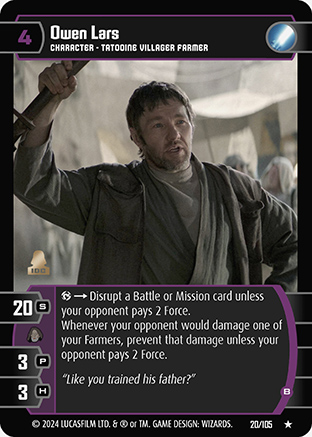 4
Owen Lars
CHARACTER - TATOOINE VILLAGER FARMER
IDC
20 S
3 P
3 H
→ Disrupt a Battle or Mission card unless
your opponent pays 2 Force.
Whenever your opponent would damage one of
your Farmers, prevent that damage unless your
opponent pays 2 Force.
“Like you trained his father?”
B
© 2024 LUCASFILM LTD. & ® or TM. GAME DESIGN: WIZARDS. 20/105 ★